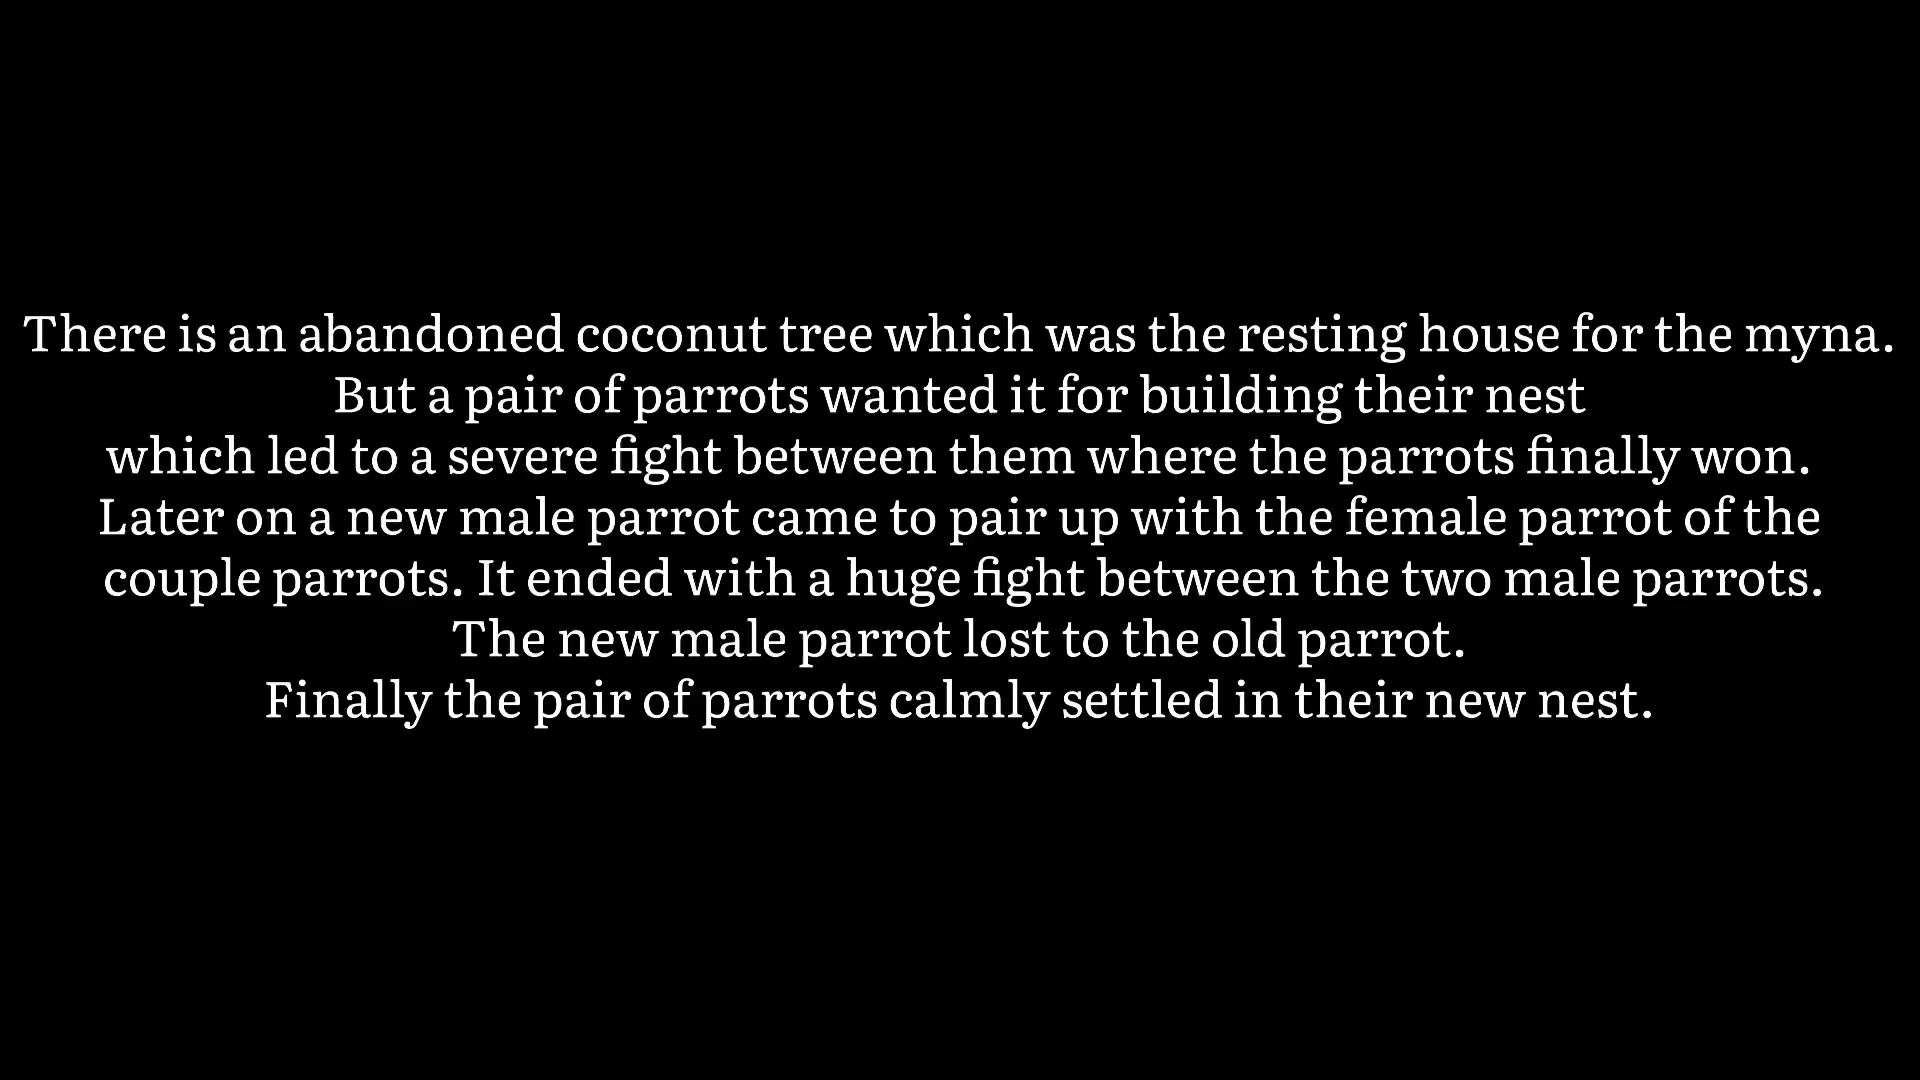 There is an abandoned coconut tree which was the resting house for the myna.
But a pair of parrots wanted it for building their nest
which led to a severe fight between them where the parrots finally won.
Later on a new male parrot came to pair up with the female parrot of the
couple parrots. It ended with a huge fight between the two male parrots.
The new male parrot lost to the old parrot.
Finally the pair of parrots calmly settled in their new nest.